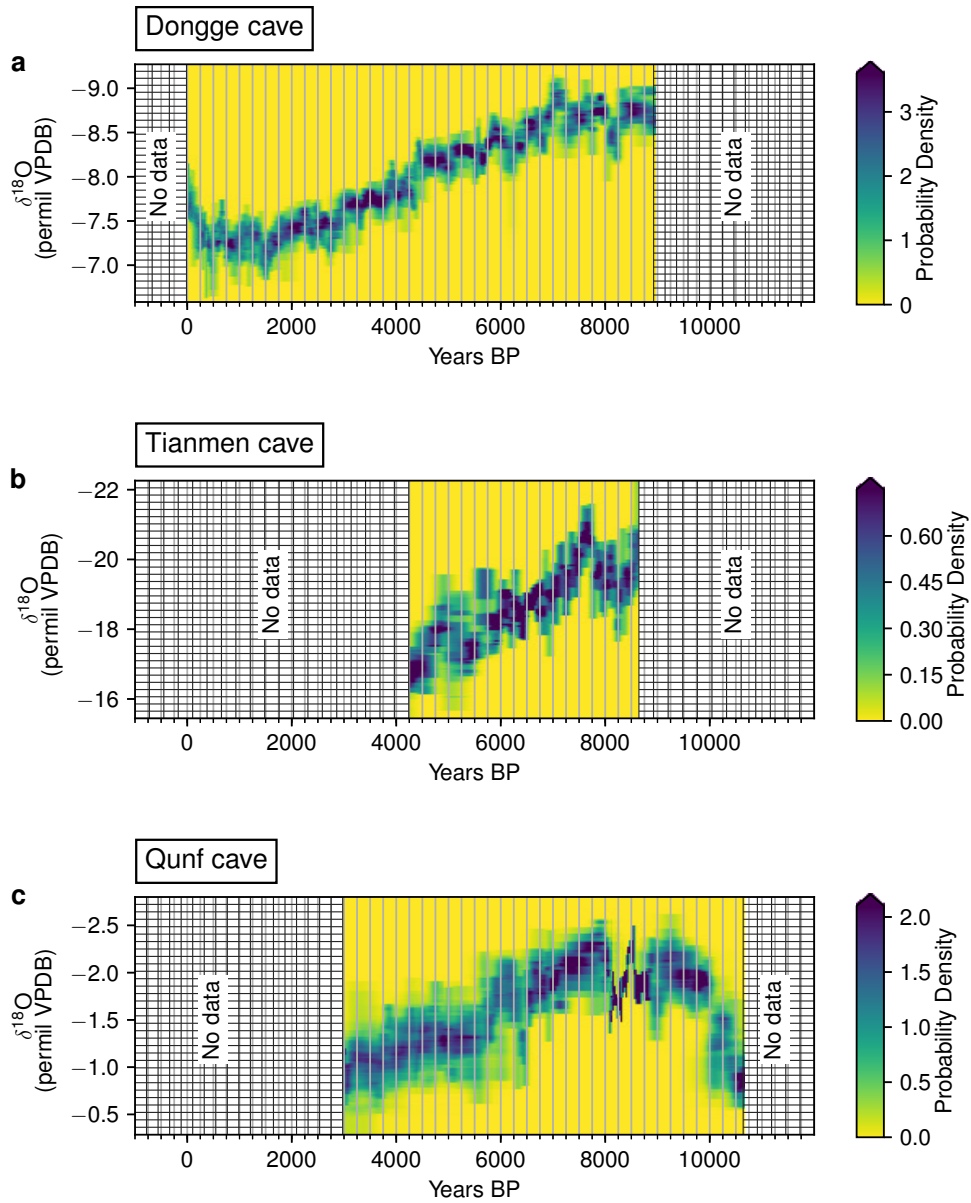 Dongge cave
a
−9.0
−8.5
−8.0
−7.5
−7.0
δ¹⁸O
(permil VPDB)
No data
No data
0
2000
4000
6000
8000
10000
Years BP
3
2
1
0
Probability Density
Tianmen cave
b
−22
−20
−18
−16
δ¹⁸O
(permil VPDB)
No data
No data
0
2000
4000
6000
8000
10000
Years BP
0.60
0.45
0.30
0.15
0.00
Probability Density
Qunf cave
c
−2.5
−2.0
−1.5
−1.0
−0.5
δ¹⁸O
(permil VPDB)
No data
No data
0
2000
4000
6000
8000
10000
Years BP
2.0
1.5
1.0
0.5
0.0
Probability Density